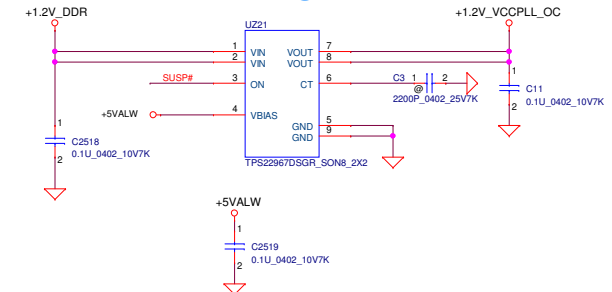 +1.2V_DDR
+1.2V_VCCPLL_OC
UZ21
1 VIN VOUT 7
2 VIN VOUT 8
SUSP# 3 ON CT 6 C3 1 2
@
2200P_0402_25V7K
1
C11
0.1U_0402_10V7K
2
+5VALW 4 VBIAS
GND 5
GND 9
TPS22967DSGR_SON8_2X2
1
C2518
0.1U_0402_10V7K
2
+5VALW
1
C2519
0.1U_0402_10V7K
2